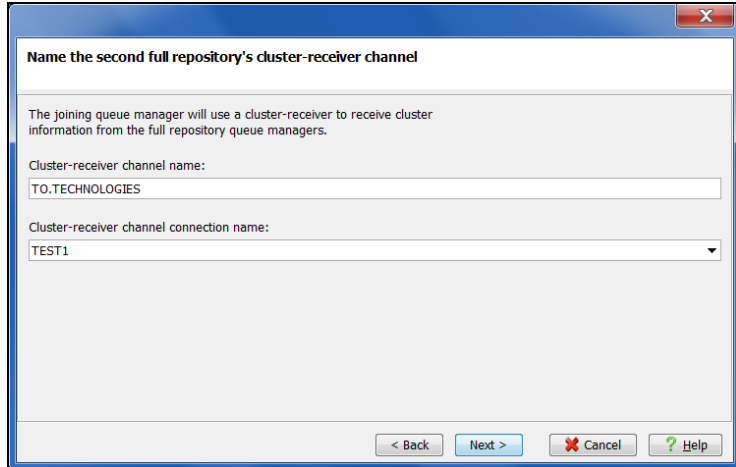 X
Name the second full repository's cluster-receiver channel
The joining queue manager will use a cluster-receiver to receive cluster
information from the full repository queue managers.
Cluster-receiver channel name:
TO.TECHNOLOGIES
Cluster-receiver channel connection name:
TEST1
< Back Next > Cancel ? Help